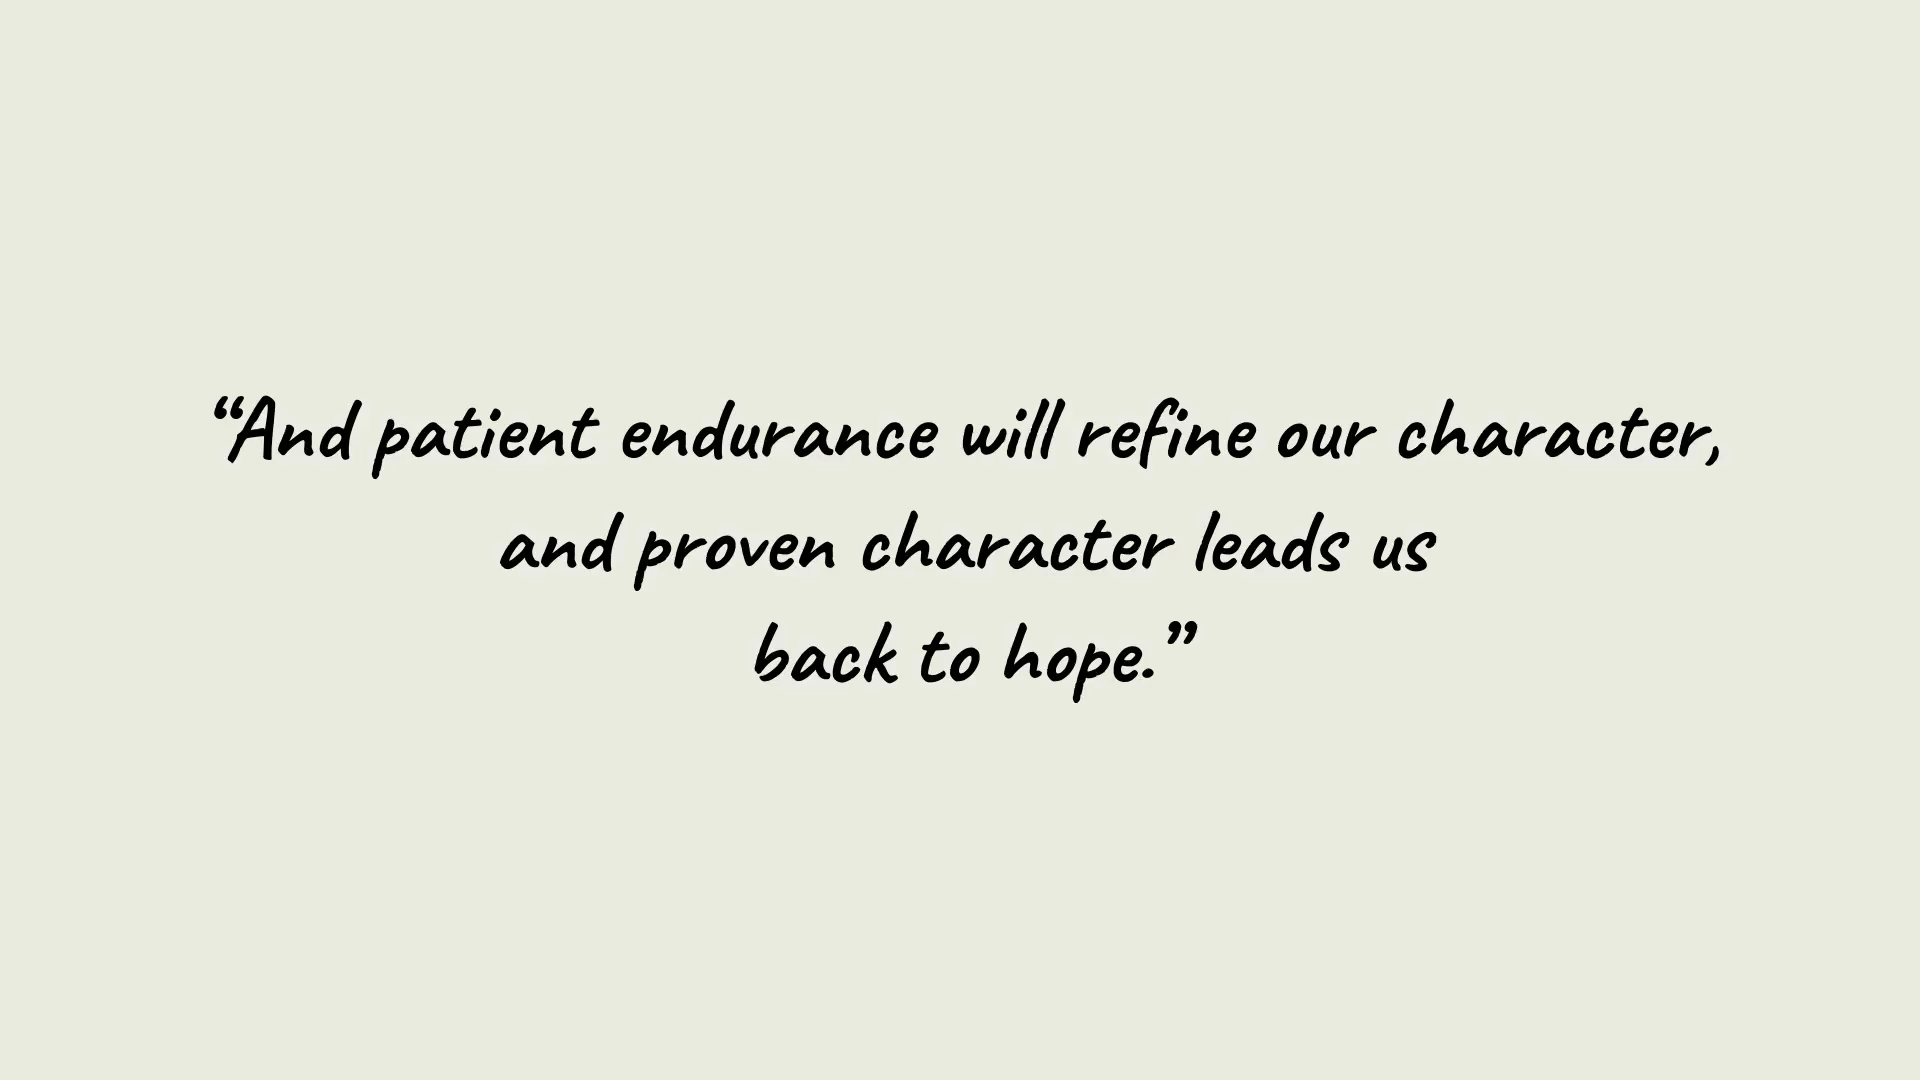 “And patient endurance will refine our character,
and proven character leads us
back to hope.”